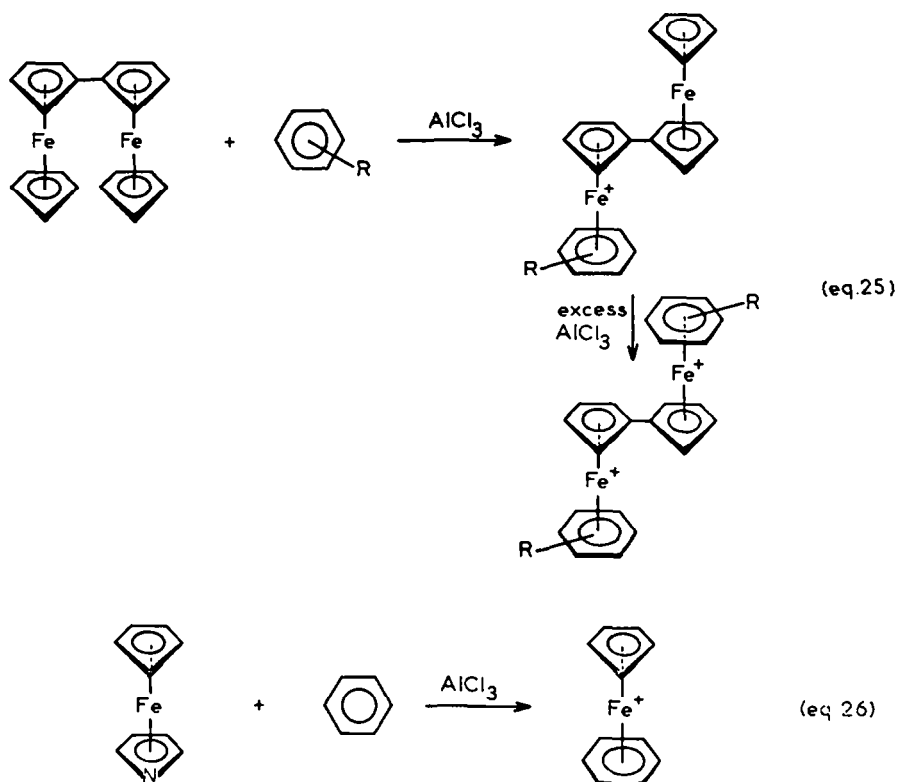 Fe
Fe Fe + R AlCl3
Fe+
R
(eq.25)
excess
AlCl3
R
Fe+
Fe+
R
Fe + AlCl3 Fe+ (eq 26)
N